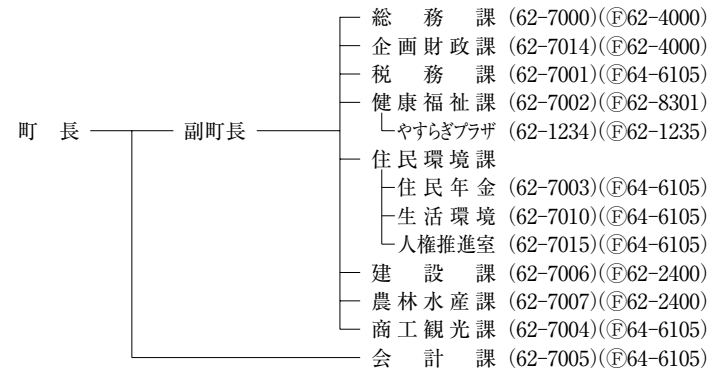 総務課 (62-7000)(Ⓕ62-4000)
企画財政課 (62-7014)(Ⓕ62-4000)
税務課 (62-7001)(Ⓕ64-6105)
健康福祉課 (62-7002)(Ⓕ62-8301)
町長 副町長 やすらぎプラザ (62-1234)(Ⓕ62-1235)
住民環境課
住民年金 (62-7003)(Ⓕ64-6105)
生活環境 (62-7010)(Ⓕ64-6105)
人権推進室 (62-7015)(Ⓕ64-6105)
建設課 (62-7006)(Ⓕ62-2400)
農林水産課 (62-7007)(Ⓕ62-2400)
商工観光課 (62-7004)(Ⓕ64-6105)
会計課 (62-7005)(Ⓕ64-6105)